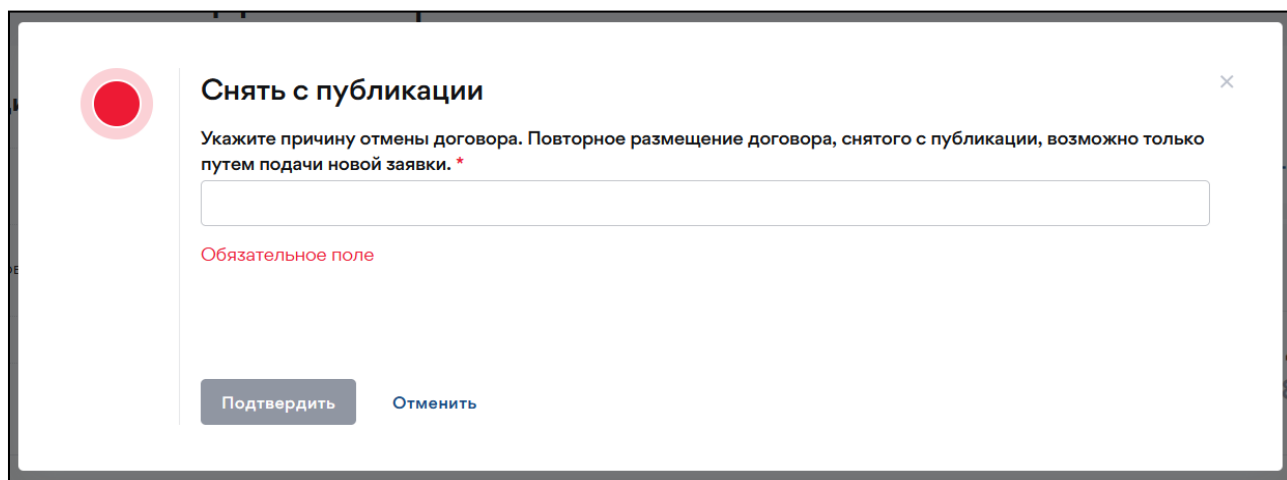 Снять с публикации
Укажите причину отмены договора. Повторное размещение договора, снятого с публикации, возможно только
путем подачи новой заявки. *
Обязательное поле
Подтвердить
Отменить